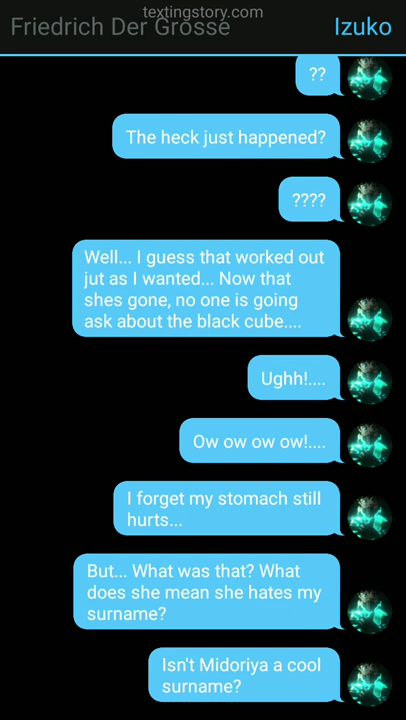 textingstory.com
Friedrich Der Grosse
Izuko
??
The heck just happened?
????
Well... I guess that worked out
jut as I wanted... Now that
shes gone, no one is going
ask about the black cube....
Ughh!....
Ow ow ow ow!....
I forget my stomach still
hurts...
But... What was that? What
does she mean she hates my
surname?
Isn't Midoriya a cool
surname?